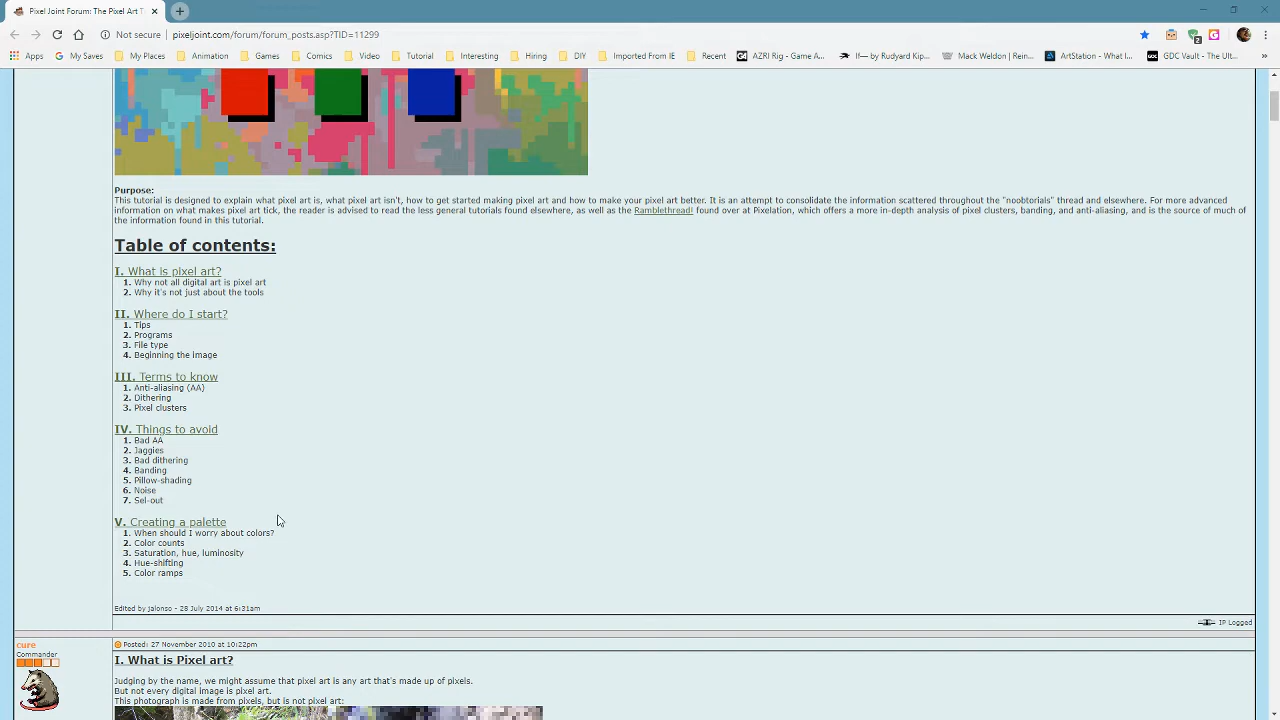 Pixel Joint Forum: The Pixel Art T
Not secure pixeljoint.com/forum/forum_posts.asp?TID=11299
Apps My Saves My Places Animation Games Comics Video Tutorial Interesting Hiring DIY Imported From IE Recent AZRI Rig - Game A... If— by Rudyard Kip... Mack Weldon | Rein... ArtStation - What I... GDC Vault - The Ult...
Purpose:
This tutorial is designed to explain what pixel art is, what pixel art isn't, how to get started making pixel art and how to make your pixel art better. It is an attempt to consolidate the information scattered throughout the "noobtorials" thread and elsewhere. For more advanced
information on what makes pixel art tick, the reader is advised to read the less general tutorials found elsewhere, as well as the Ramblethread! found over at Pixelation, which offers a more in-depth analysis of pixel clusters, banding, and anti-aliasing, and is the source of much of
the information found in this tutorial.
Table of contents:
I. What is pixel art?
1. Why not all digital art is pixel art
2. Why it's not just about the tools
II. Where do I start?
1. Tips
2. Programs
3. File type
4. Beginning the image
III. Terms to know
1. Anti-aliasing (AA)
2. Dithering
3. Pixel clusters
IV. Things to avoid
1. Bad AA
2. Jaggies
3. Bad dithering
4. Banding
5. Pillow-shading
6. Noise
7. Sel-out
V. Creating a palette
1. When should I worry about colors?
2. Color counts
3. Saturation, hue, luminosity
4. Hue-shifting
5. Color ramps
Edited by jalonso - 28 July 2014 at 6:31am
IP Logged
cure
Commander
Posted: 27 November 2010 at 10:22pm
I. What is Pixel art?
Judging by the name, we might assume that pixel art is any art that's made up of pixels.
But not every digital image is pixel art.
This photograph is made from pixels, but is not pixel art: